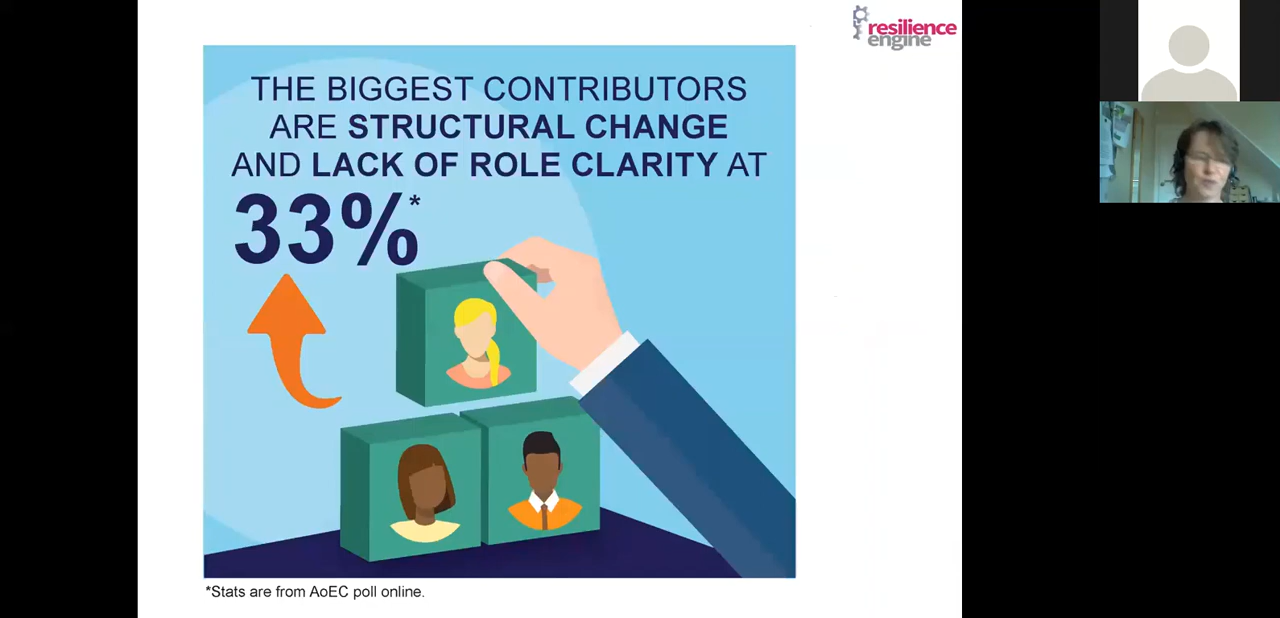 resilience
engine
THE BIGGEST CONTRIBUTORS
ARE STRUCTURAL CHANGE
AND LACK OF ROLE CLARITY AT
33%*
*Stats are from AoEC poll online.